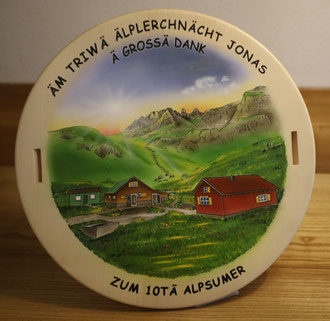 ÄM TRIWÄ ÄLPLERCHNÄCHT JONAS
Ä GROSSÄ DANK
ZUM 10TÄ ALPSUMER